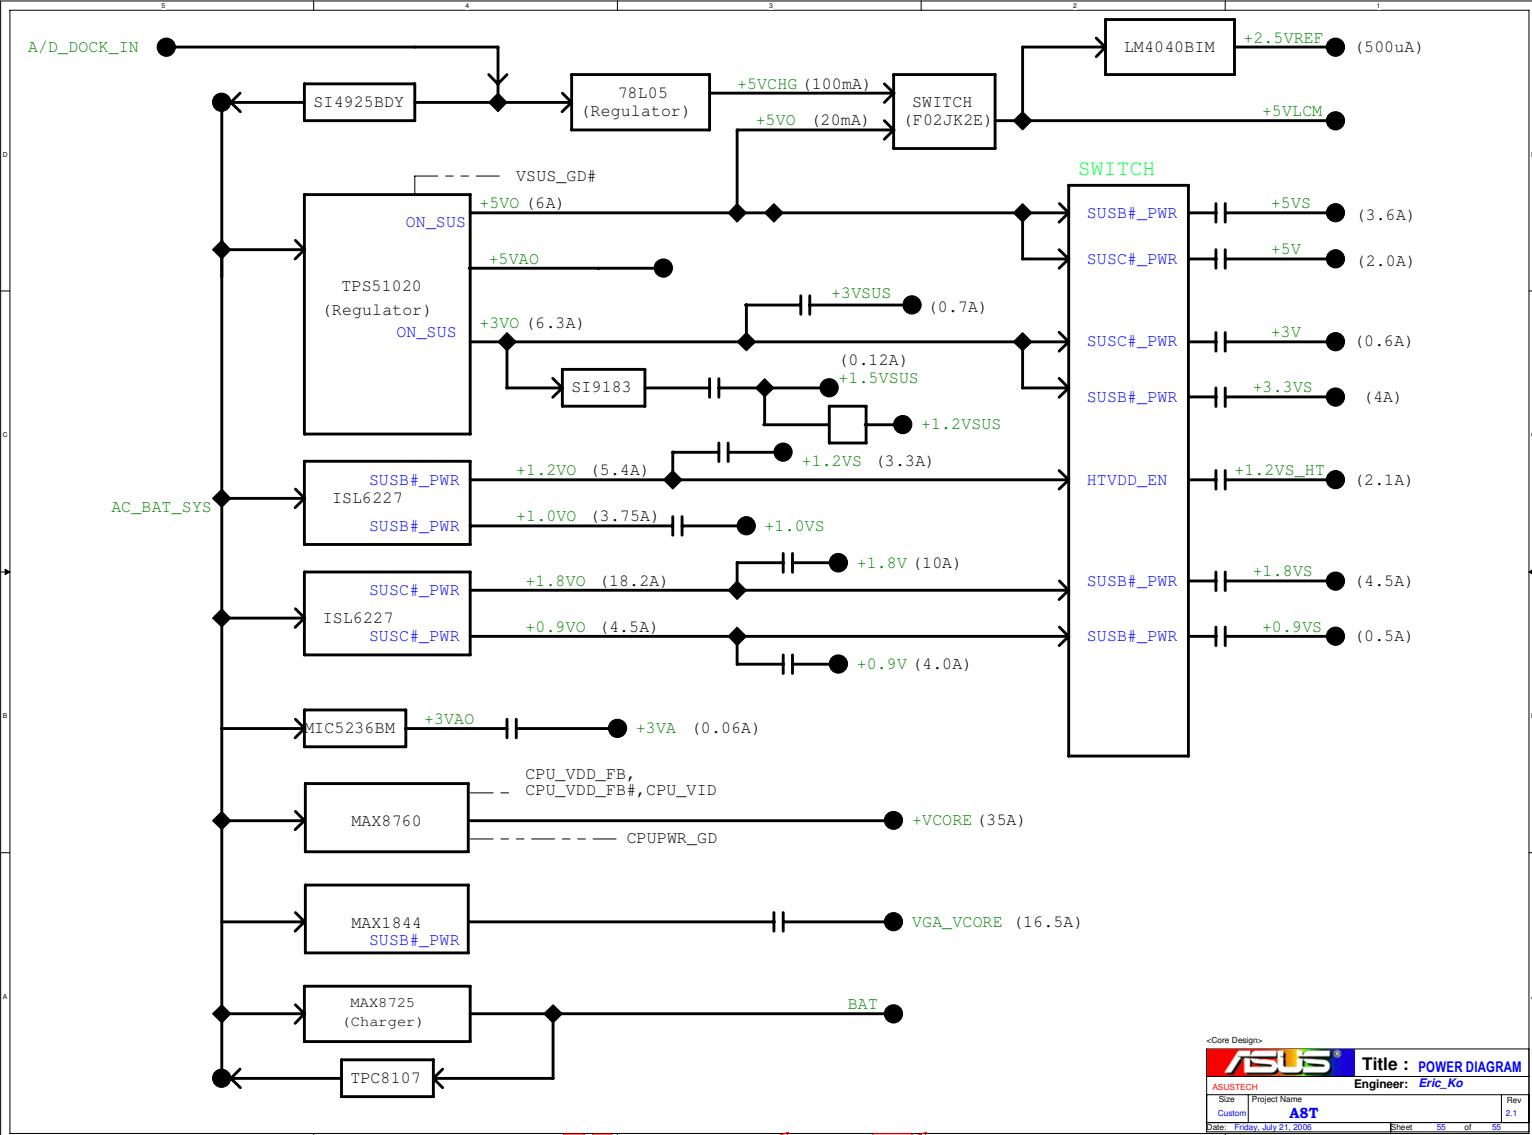 5 4 3 2 1
A/D_DOCK_IN
SI4925BDY
78L05
(Regulator)
+5VCHG (100mA)
+5VO (20mA)
SWITCH
(F02JK2E)
LM4040BIM
+2.5VREF
(500uA)
+5VLCM
D
VSUS_GD#
SWITCH
+5VO (6A)
ON_SUS
+5VAO
TPS51020
(Regulator)
ON_SUS
+3VO (6.3A)
+3VSUS
(0.7A)
(0.12A)
SI9183
+1.5VSUS
+1.2VSUS
SUSB#_PWR
+5VS
(3.6A)
SUSC#_PWR
+5V
(2.0A)
SUSC#_PWR
+3V
(0.6A)
SUSB#_PWR
+3.3VS
(4A)
HTVDD_EN
+1.2VS_HT
(2.1A)
SUSB#_PWR
+1.8VS
(4.5A)
SUSB#_PWR
+0.9VS
(0.5A)
C
AC_BAT_SYS
SUSB#_PWR
ISL6227
SUSB#_PWR
+1.2VO (5.4A)
+1.2VS (3.3A)
+1.0VO (3.75A)
+1.0VS
SUSC#_PWR
ISL6227
SUSC#_PWR
+1.8VO (18.2A)
+1.8V (10A)
+0.9VO (4.5A)
+0.9V (4.0A)
B
MIC5236BM
+3VAO
+3VA (0.06A)
CPU_VDD_FB,
CPU_VDD_FB#,CPU_VID
MAX8760
+VCORE (35A)
CPUPWR_GD
MAX1844
SUSB#_PWR
VGA_VCORE (16.5A)
A
MAX8725
(Charger)
BAT
TPC8107
<Core Design>
ASUS®
Title : POWER DIAGRAM
ASUSTECH
Engineer: Eric_Ko
Size Project Name Rev
Custom A8T 2.1
Date: Friday, July 21, 2006 Sheet 55 of 55